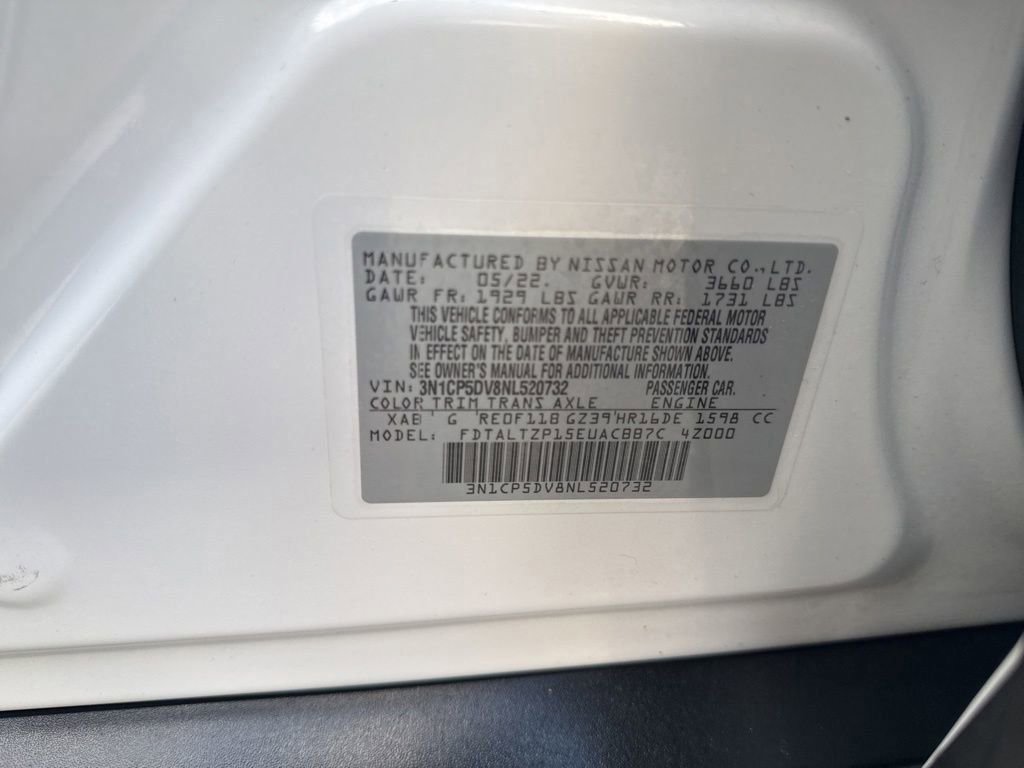 MANUFACTURED BY NISSAN MOTOR CO., LTD.
DATE: 05/22. GVWR: 3660 LBS
GAWR FR: 1929 LBS GAWR RR: 1731 LBS
THIS VEHICLE CONFORMS TO ALL APPLICABLE FEDERAL MOTOR
VEHICLE SAFETY, BUMPER AND THEFT PREVENTION STANDARDS
IN EFFECT ON THE DATE OF MANUFACTURE SHOWN ABOVE.
SEE OWNER'S MANUAL FOR ADDITIONAL INFORMATION.
VIN: 3N1CP5DV8NL520732 PASSENGER CAR.
COLOR TRIM TRANS AXLE ENGINE
XAB ' G RE0F11B GZ39'HR16DE 1598 CC
MODEL: FDTALTZP15EUACBB7C 4Z000
3N1CP5DV8NL520732